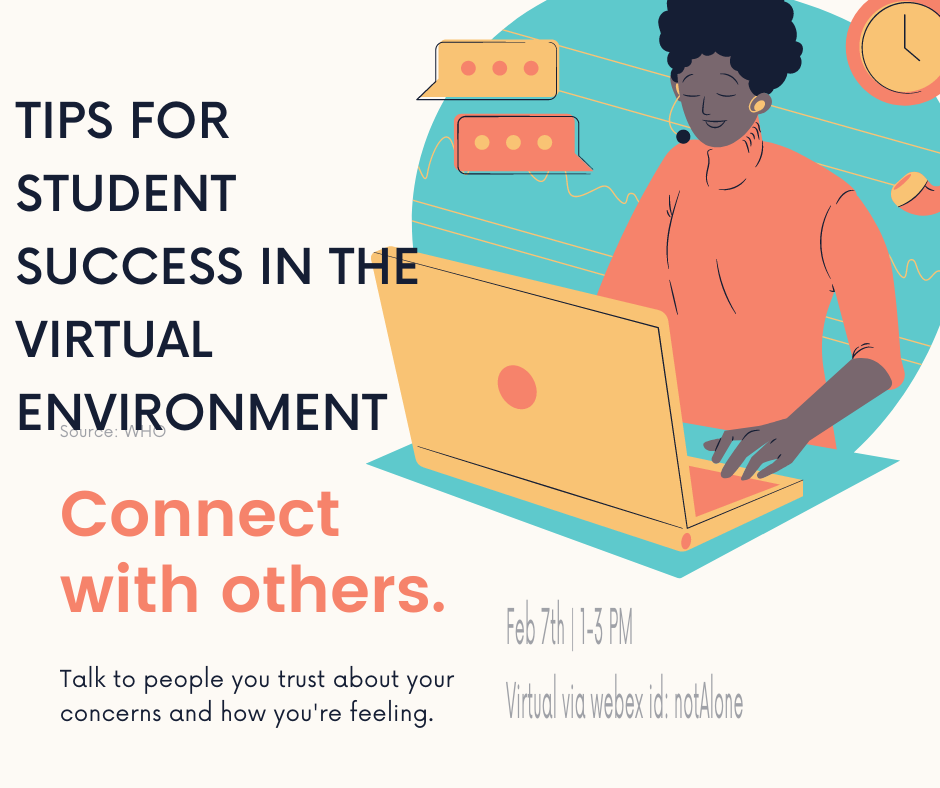 TIPS FOR
STUDENT
SUCCESS IN THE
VIRTUAL
ENVIRONMENT
Source: WHO
Connect
with others.
Talk to people you trust about your
concerns and how you're feeling.
Feb 7th | 1-3 PM
Virtual via webex id: notAlone